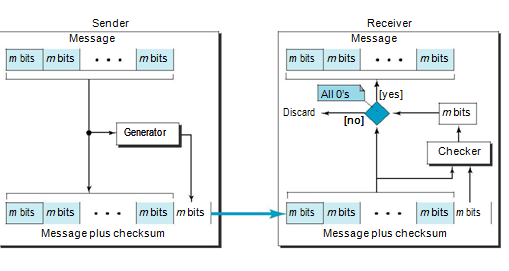 Sender
Message
m bits m bits • • • m bits
Generator
m bits m bits • • • m bits m bits
Message plus checksum
Receiver
Message
m bits m bits • • • m bits
All 0's
[yes]
Discard
[no]
m bits
Checker
m bits m bits • • • m bits m bits
Message plus checksum